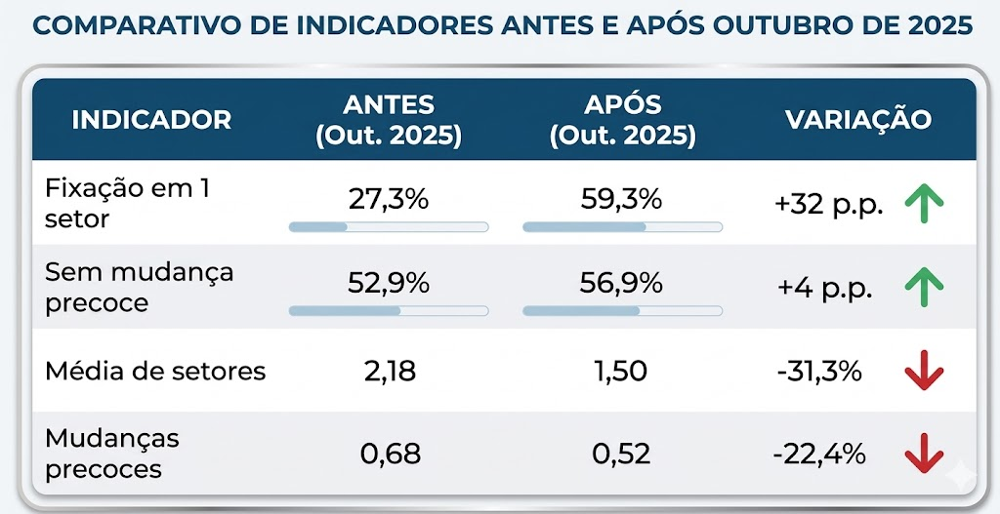 COMPARATIVO DE INDICADORES ANTES E APÓS OUTUBRO DE 2025
INDICADOR
ANTES
(Out. 2025)
APÓS
(Out. 2025)
VARIAÇÃO
Fixação em 1
setor
27,3%
59,3%
+32 p.p.
Sem mudança
precoce
52,9%
56,9%
+4 p.p.
Média de setores
2,18
1,50
-31,3%
Mudanças
precoces
0,68
0,52
-22,4%